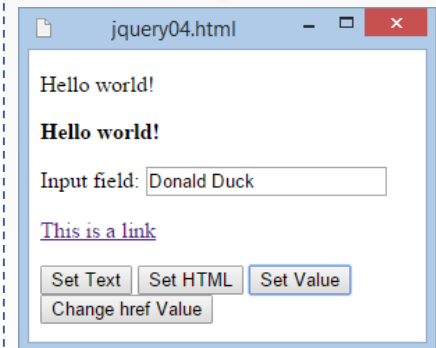 jquery04.html
Hello world!
Hello world!
Input field: Donald Duck
This is a link
Set Text Set HTML Set Value
Change href Value